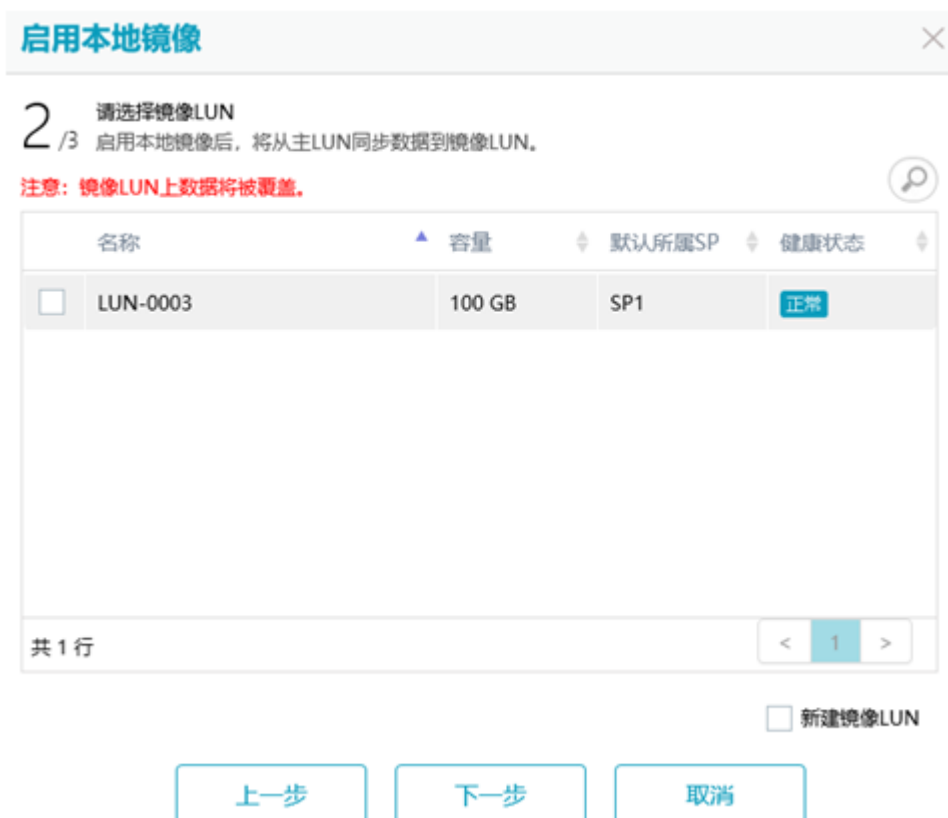 启用本地镜像
2/3 请选择镜像LUN
启用本地镜像后，将从主LUN同步数据到镜像LUN。
注意：镜像LUN上数据将被覆盖。
名称 容量 默认所属SP 健康状态
LUN-0003 100 GB SP1 正常
共 1 行 < 1 >
新建镜像LUN
上一步 下一步 取消